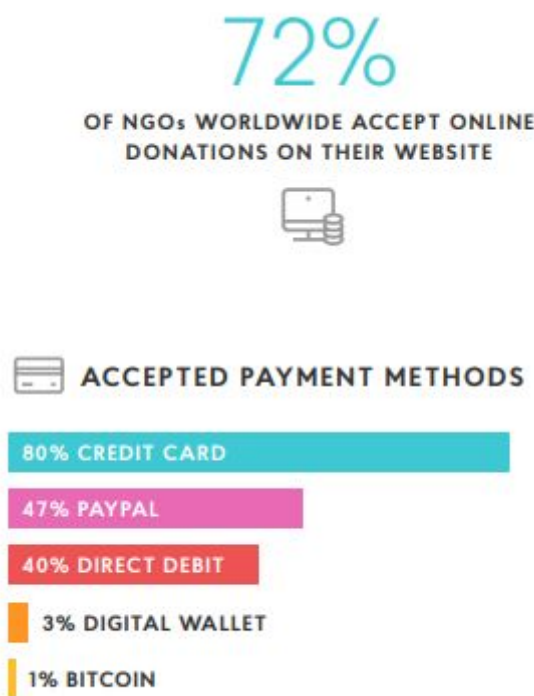 72%
OF NGOs WORLDWIDE ACCEPT ONLINE
DONATIONS ON THEIR WEBSITE
ACCEPTED PAYMENT METHODS
80% CREDIT CARD
47% PAYPAL
40% DIRECT DEBIT
3% DIGITAL WALLET
1% BITCOIN